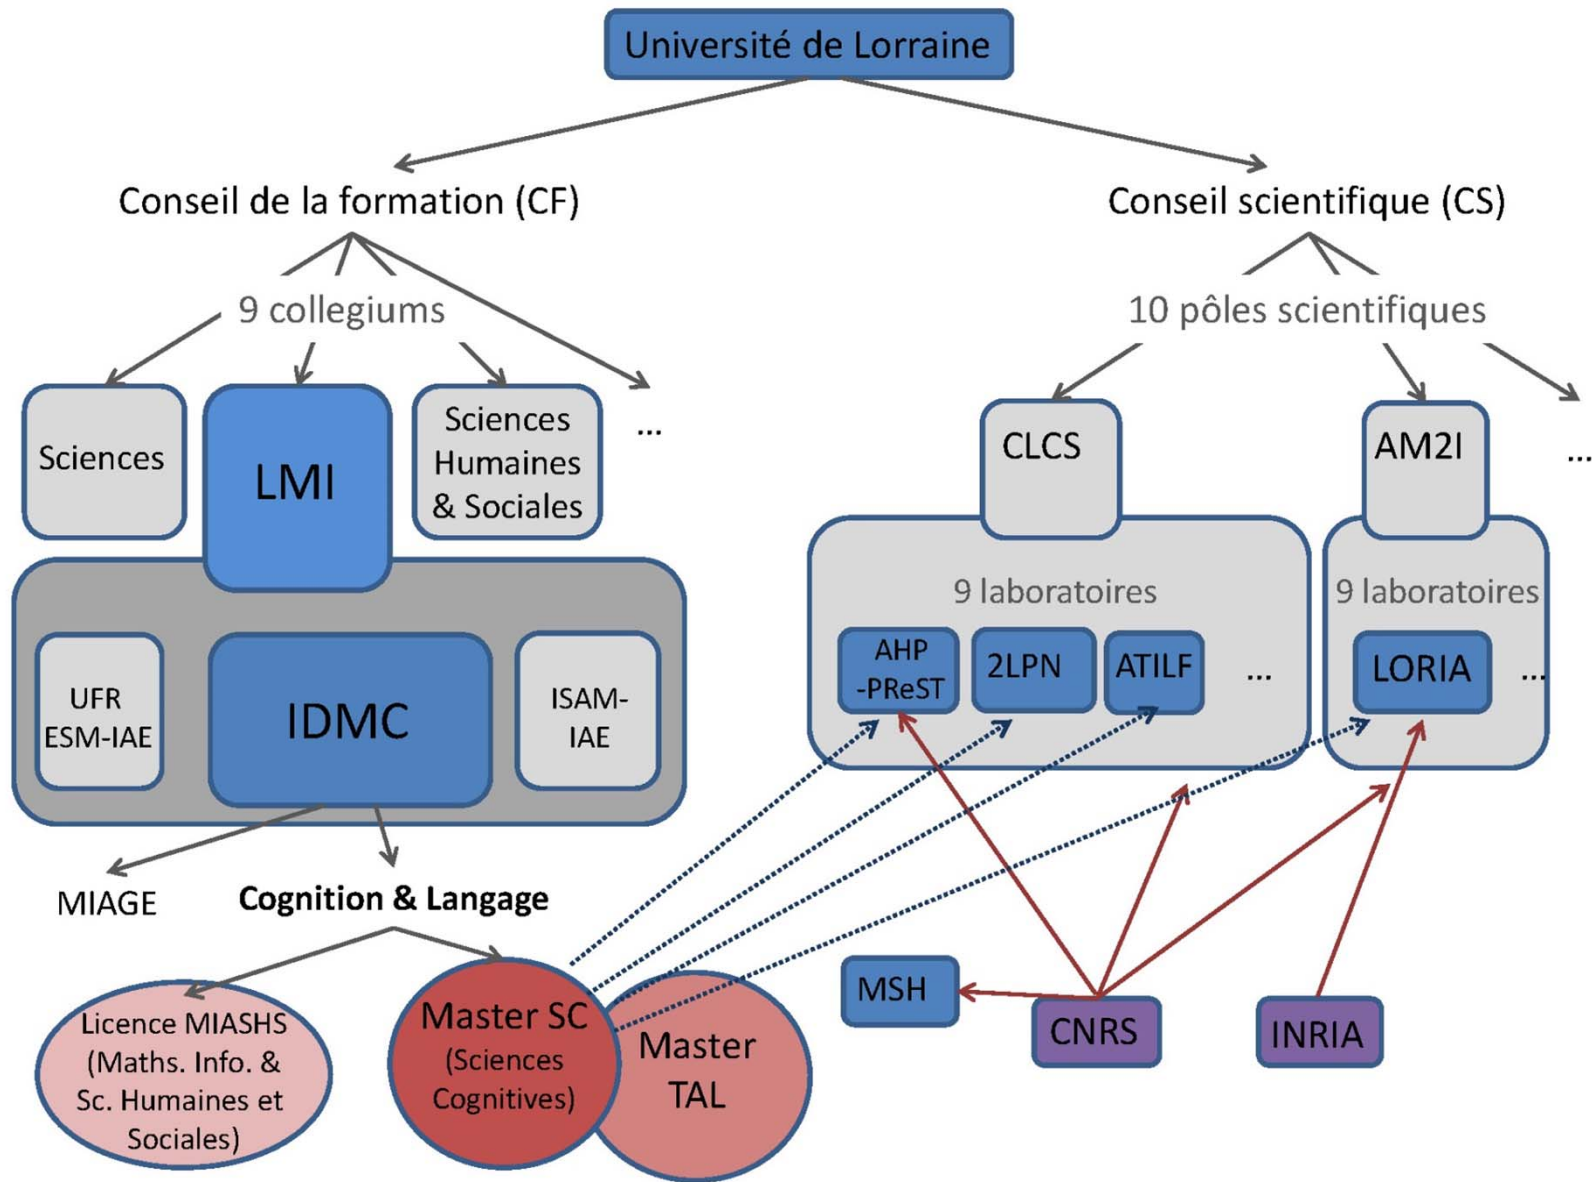 Université de Lorraine
Conseil de la formation (CF)
Conseil scientifique (CS)
9 collegiums
10 pôles scientifiques
Sciences
LMI
Sciences
Humaines
& Sociales
...
CLCS
AM2I
...
9 laboratoires
9 laboratoires
UFR
ESM-IAE
IDMC
ISAM-
IAE
AHP
-PReST
2LPN
ATILF
...
LORIA
...
MIAGE
Cognition & Langage
Licence MIASHS
(Maths. Info. &
Sc. Humaines et
Sociales)
Master SC
(Sciences
Cognitives)
Master
TAL
MSH
CNRS
INRIA